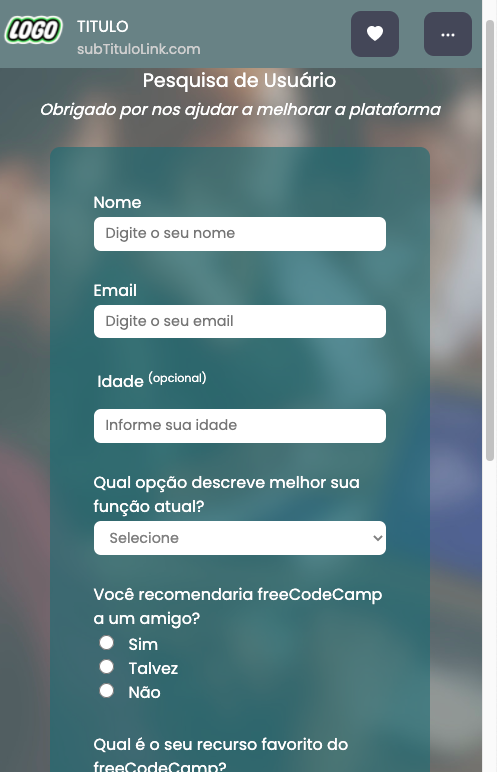 LOGO
TITULO
subTituloLink.com
Pesquisa de Usuário
Obrigado por nos ajudar a melhorar a plataforma
Nome
Digite o seu nome
Email
Digite o seu email
Idade (opcional)
Informe sua idade
Qual opção descreve melhor sua
função atual?
Selecione
Você recomendaria freeCodeCamp
a um amigo?
Sim
Talvez
Não
Qual é o seu recurso favorito do
freeCodeCamp?